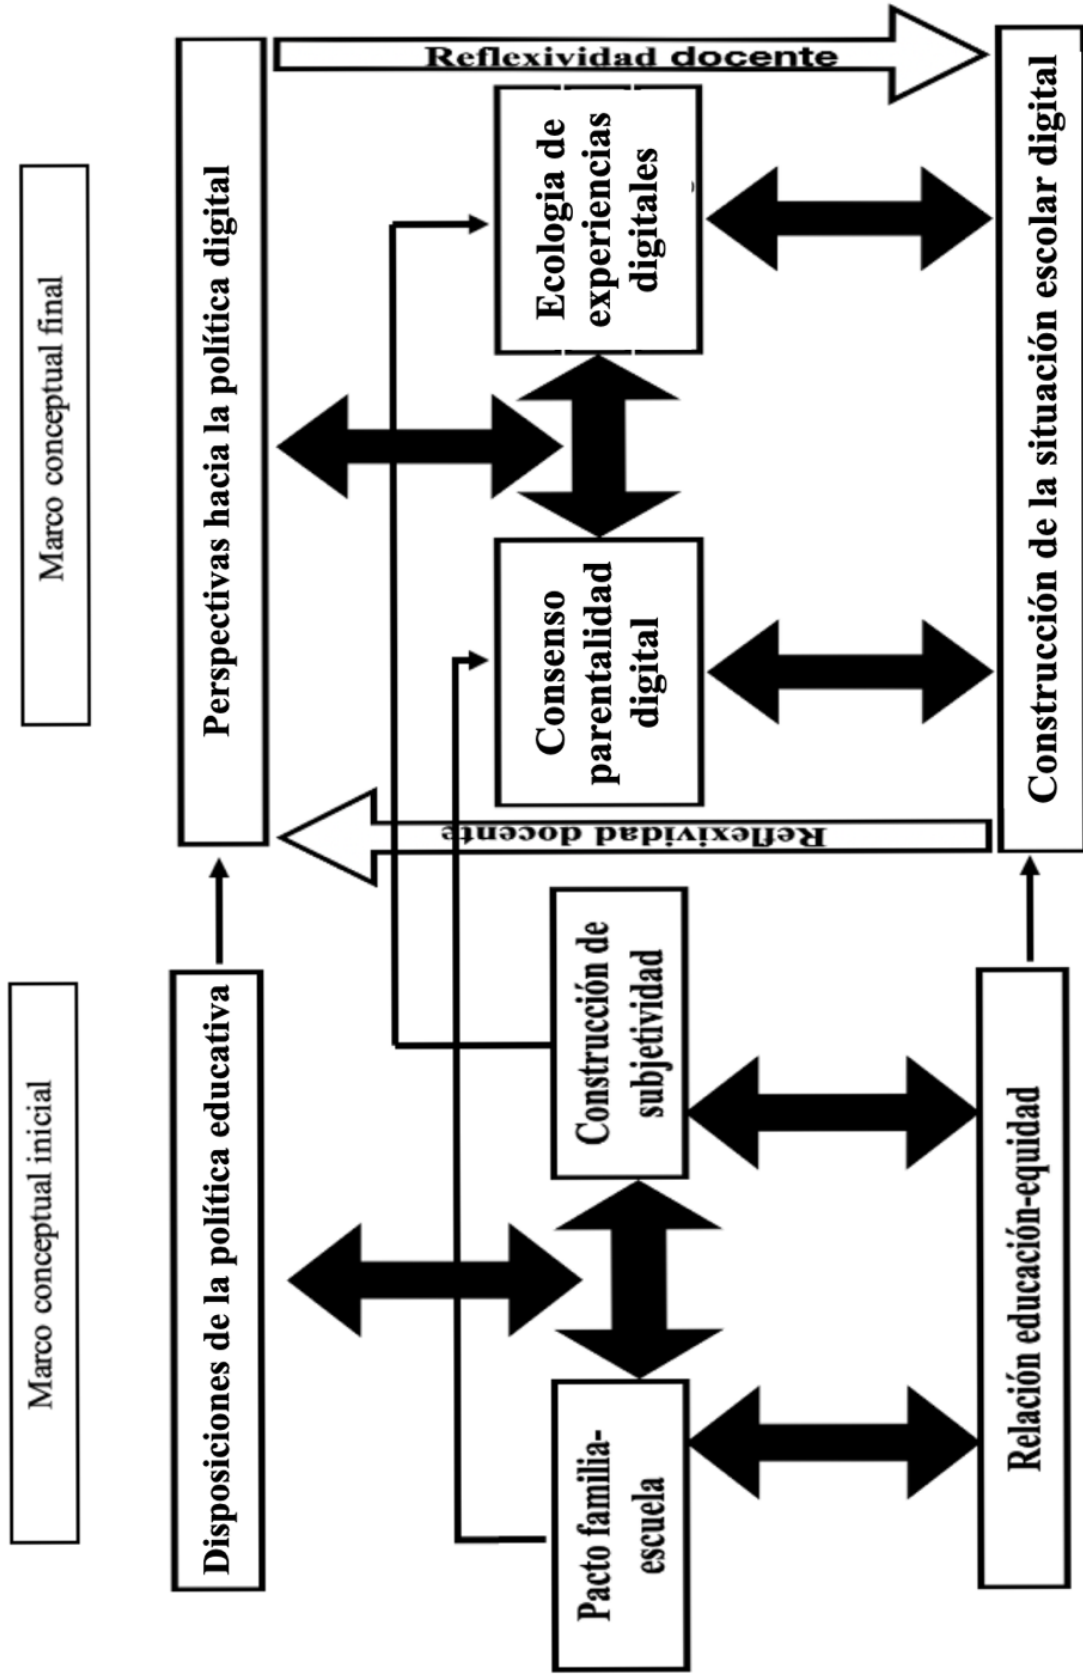 Marco conceptual inicial
Marco conceptual final
Disposiciones de la política educativa
Perspectivas hacia la política digital
Pacto familia-
escuela
Construcción de
subjetividad
Reflexividad docente
Consenso
parentalidad
digital
Ecologia de
experiencias
digitales
Reflexividad docente
Relación educación-equidad
Construcción de la situación escolar digital